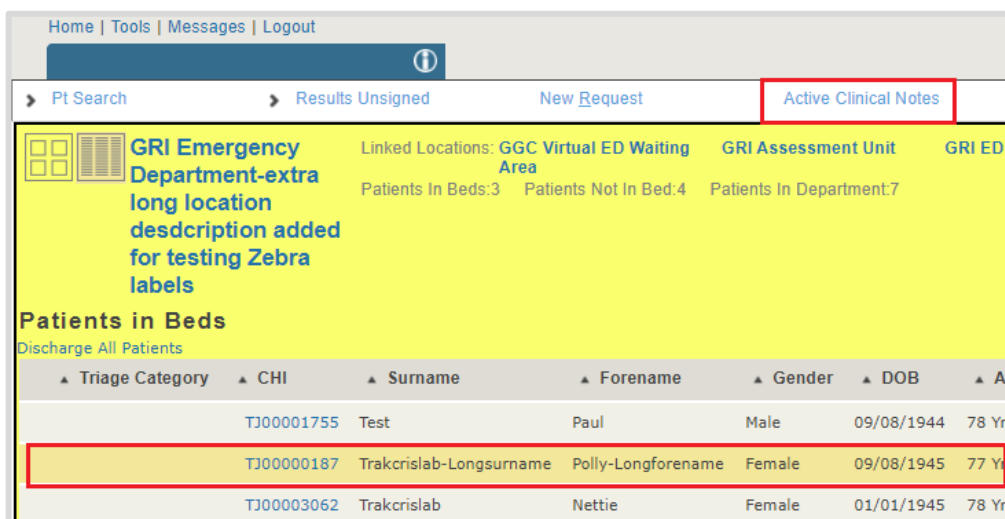 Home | Tools | Messages | Logout
Pt Search Results Unsigned New Request Active Clinical Notes
GRI Emergency Department-extra long location desdcription added for testing Zebra labels
Linked Locations: GGC Virtual ED Waiting Area GRI Assessment Unit GRI ED
Patients In Beds:3 Patients Not In Bed:4 Patients In Department:7
Patients in Beds
Discharge All Patients
Triage Category CHI Surname Forename Gender DOB A
TJ00001755 Test Paul Male 09/08/1944 78 Yr
TJ00000187 Trakcrislab-Longsurname Polly-Longforename Female 09/08/1945 77 Yr
TJ00003062 Trakcrislab Nettie Female 01/01/1945 78 Yr